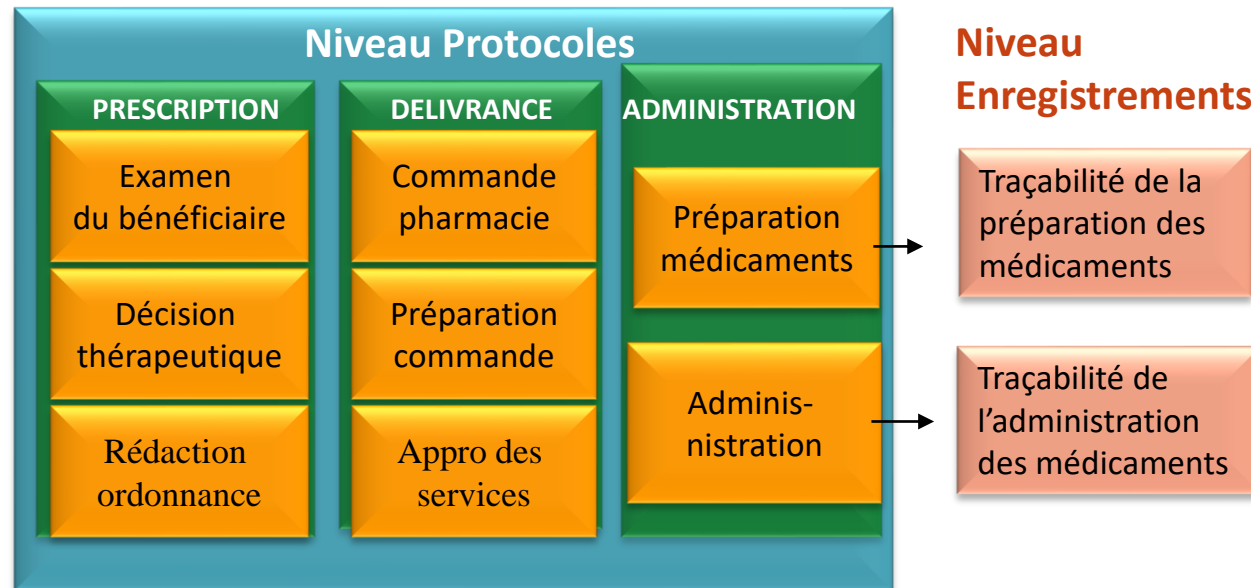 Niveau Protocoles
PRESCRIPTION
Examen
du bénéficiaire
Décision
thérapeutique
Rédaction
ordonnance
DELIVRANCE
Commande
pharmacie
Préparation
commande
Appro des
services
ADMINISTRATION
Préparation
médicaments
Adminis-
nistration
Niveau
Enregistrements
Traçabilité de la
préparation des
médicaments
Traçabilité de
l’administration
des médicaments